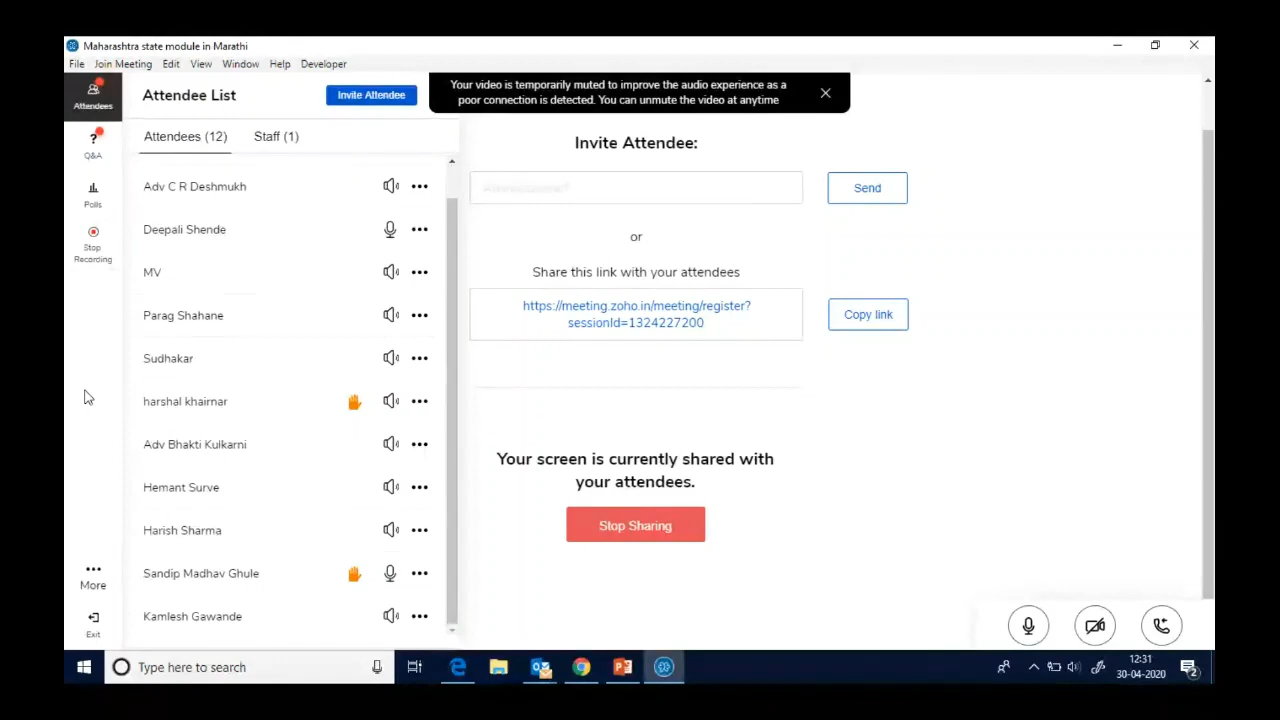 Maharashtra state module in Marathi
File Join Meeting Edit View Window Help Developer
Attendees
Q&A
Polls
Stop
Recording
More
Exit
Attendee List
Invite Attendee
Attendees (12) Staff (1)
Adv C R Deshmukh
Deepali Shende
MV
Parag Shahane
Sudhakar
harshal khairnar
Adv Bhakti Kulkarni
Hemant Surve
Harish Sharma
Sandip Madhav Ghule
Kamlesh Gawande
Your video is temporarily muted to improve the audio experience as a
poor connection is detected. You can unmute the video at anytime
Invite Attendee:
Send
or
Share this link with your attendees
https://meeting.zoho.in/meeting/register?
sessionId=1324227200
Copy link
Your screen is currently shared with
your attendees.
Stop Sharing
Type here to search
12:31
30-04-2020
2